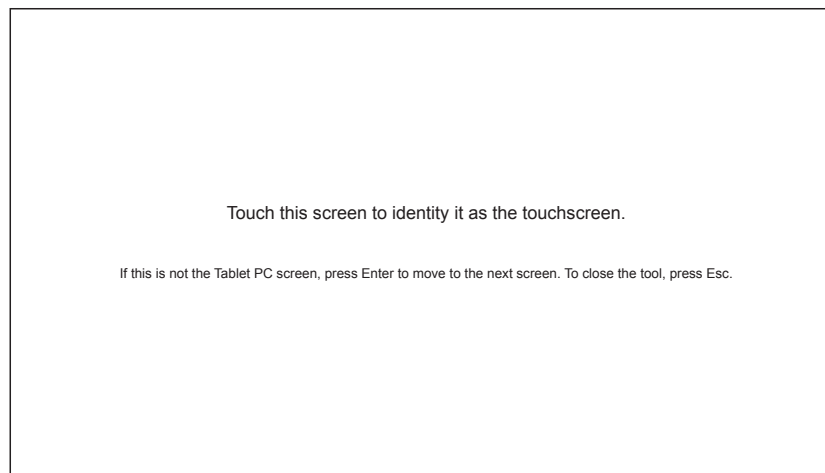 Touch this screen to identity it as the touchscreen.
If this is not the Tablet PC screen, press Enter to move to the next screen. To close the tool, press Esc.